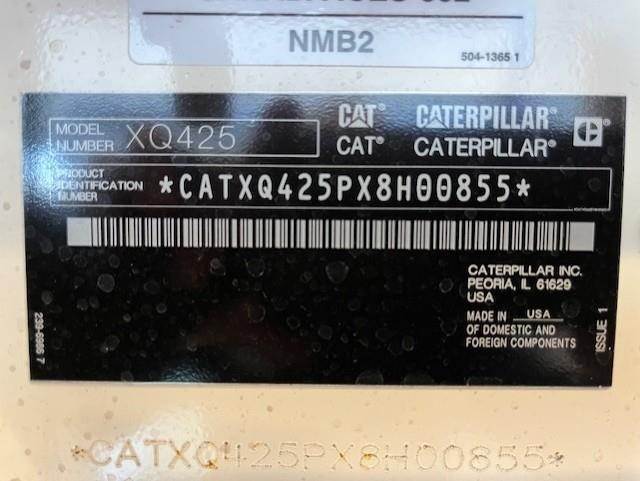 NMB2
504-1365 1
CAT® CATERPILLAR®
MODEL NUMBER XQ425
CAT® CATERPILLAR®
PRODUCT IDENTIFICATION NUMBER *CATXQ425PX8H00855*
CATERPILLAR INC.
PEORIA, IL 61629
USA
MADE IN USA
OF DOMESTIC AND
FOREIGN COMPONENTS
ISSUE 1
*CATXQ425PX8H00855*